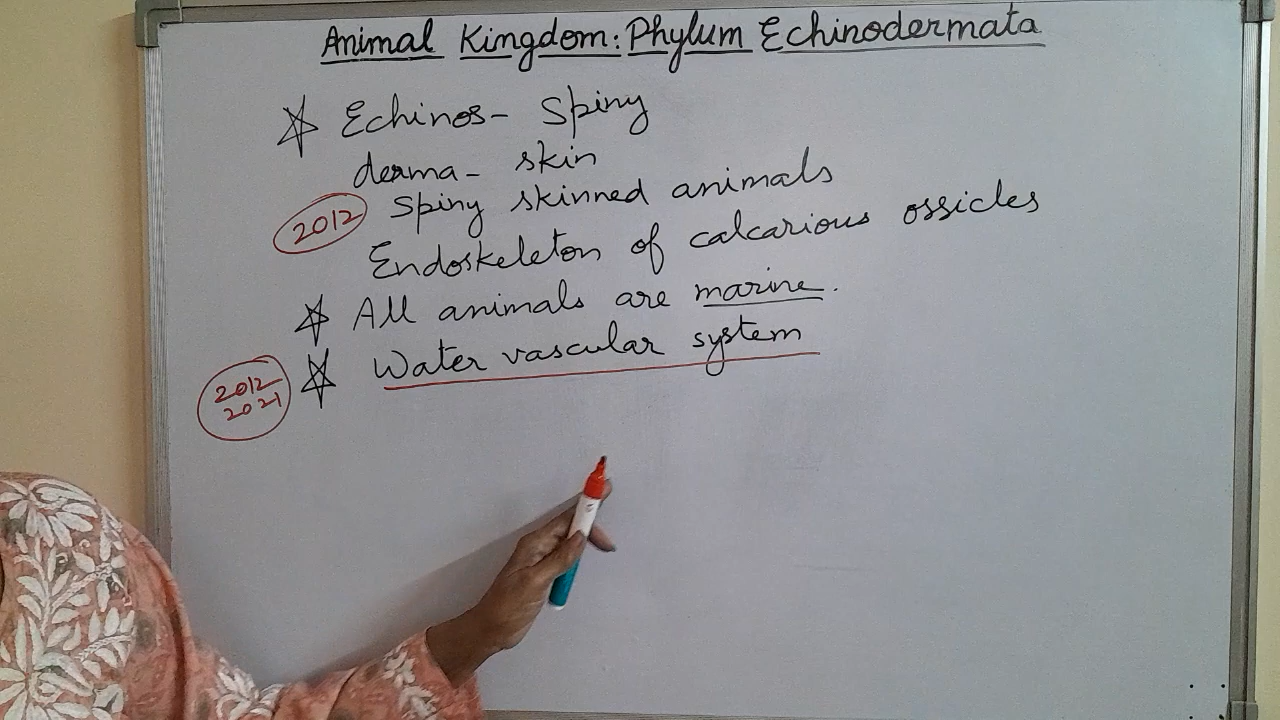 Animal Kingdom: Phylum Echinodermata
Echinos- Spiny
derma- skin
2012 Spiny skinned animals
Endoskeleton of calcarious ossicles
All animals are marine.
2012
2021
Water vascular system